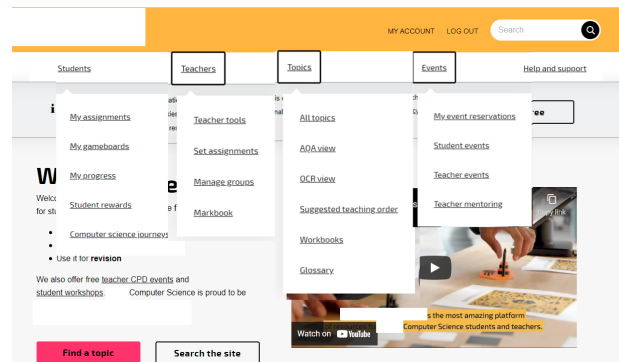 MY ACCOUNT LOG OUT Search
Students Teachers Topics Events Help and support
My assignments
My gameboards
My progress
Student rewards
Computer science journeys
Teacher tools
Set assignments
Manage groups
Markbook
All topics
AQA view
OCR view
Suggested teaching order
Workbooks
Glossary
My event reservations
Student events
Teacher events
Teacher mentoring
ee
W
Welc
for stu
Use it for revision
We also offer free teacher CPD events and
student workshops. Computer Science is proud to be
Find a topic Search the site
y link
s the most amazing platform
Computer Science students and teachers.
Watch on YouTube